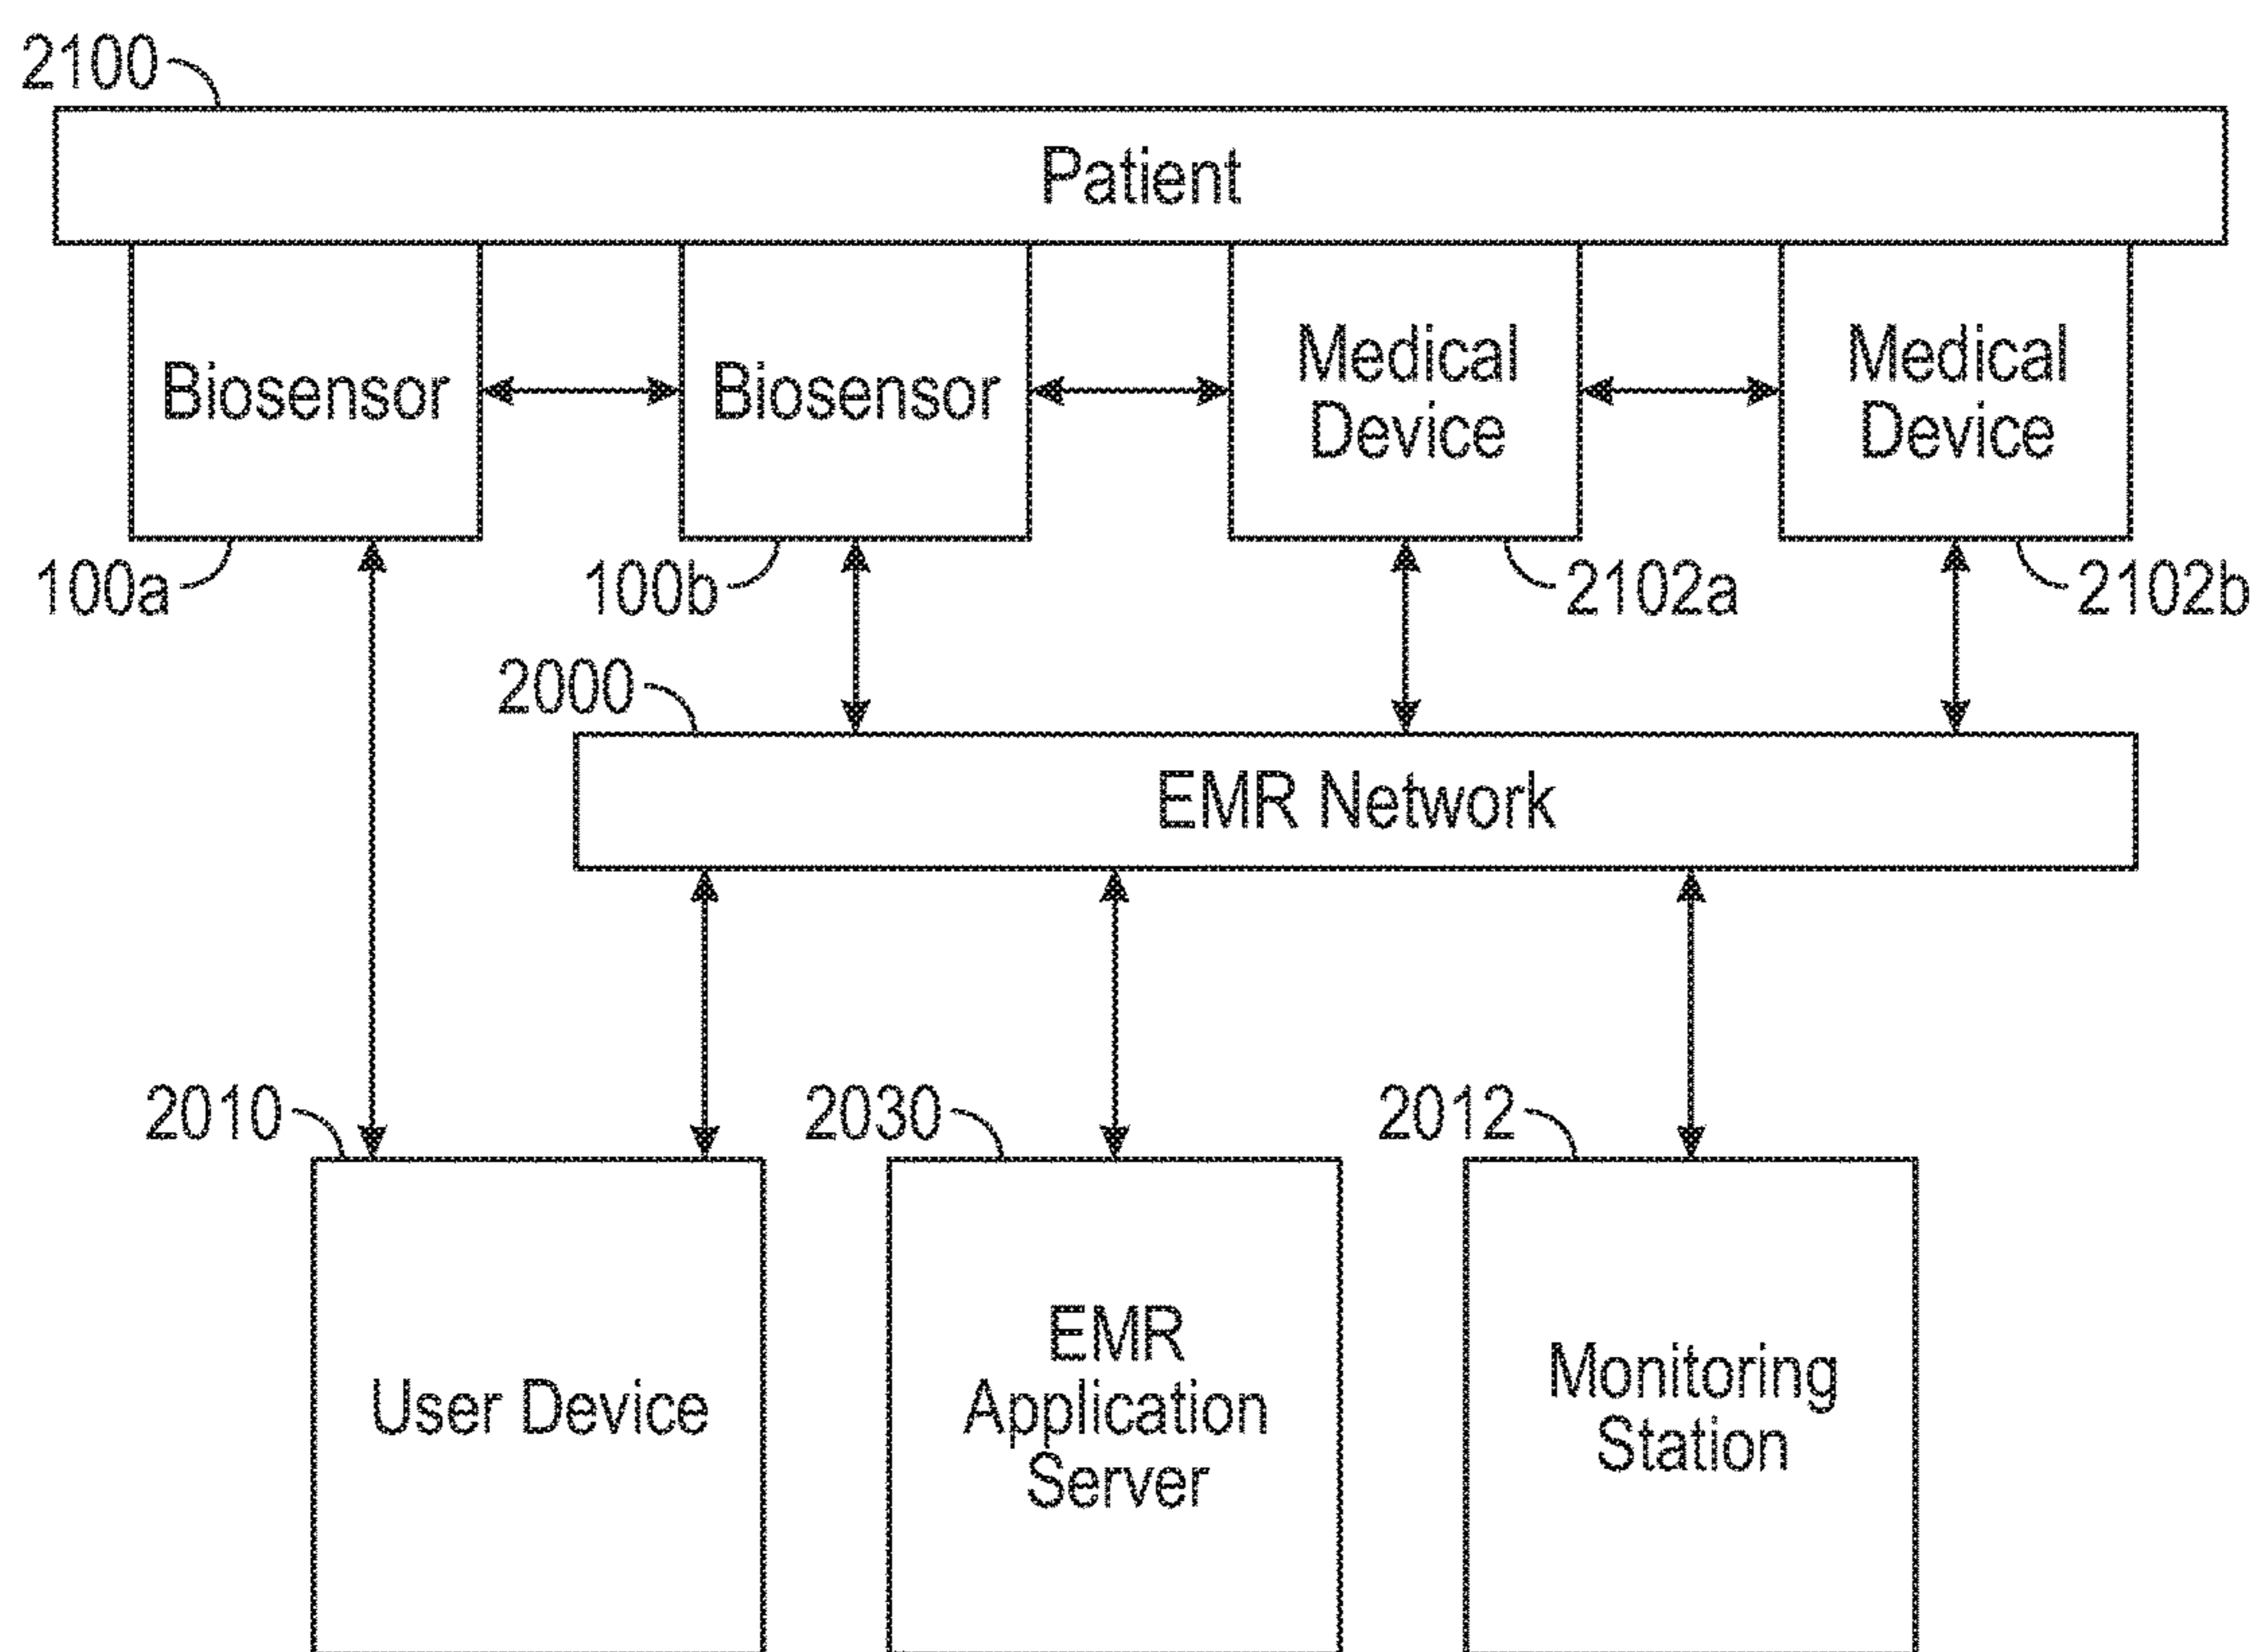 2100
Patient
Biosensor
Biosensor
Medical
Device
Medical
Device
100a
100b
2102a
2102b
2000
EMR Network
2010
2030
2012
User Device
EMR
Application
Server
Monitoring
Station